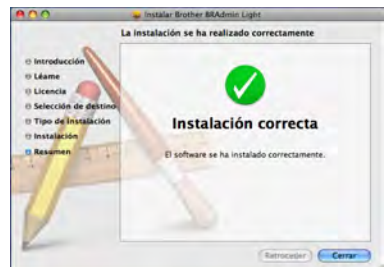 Instalar Brother BRAdmin Light
La instalación se ha realizado correctamente
Introducción
Léame
Licencia
Selección de destino
Tipo de instalación
Instalación
Resumen
Instalación correcta
El software se ha instalado correctamente.
Retroceder
Cerrar